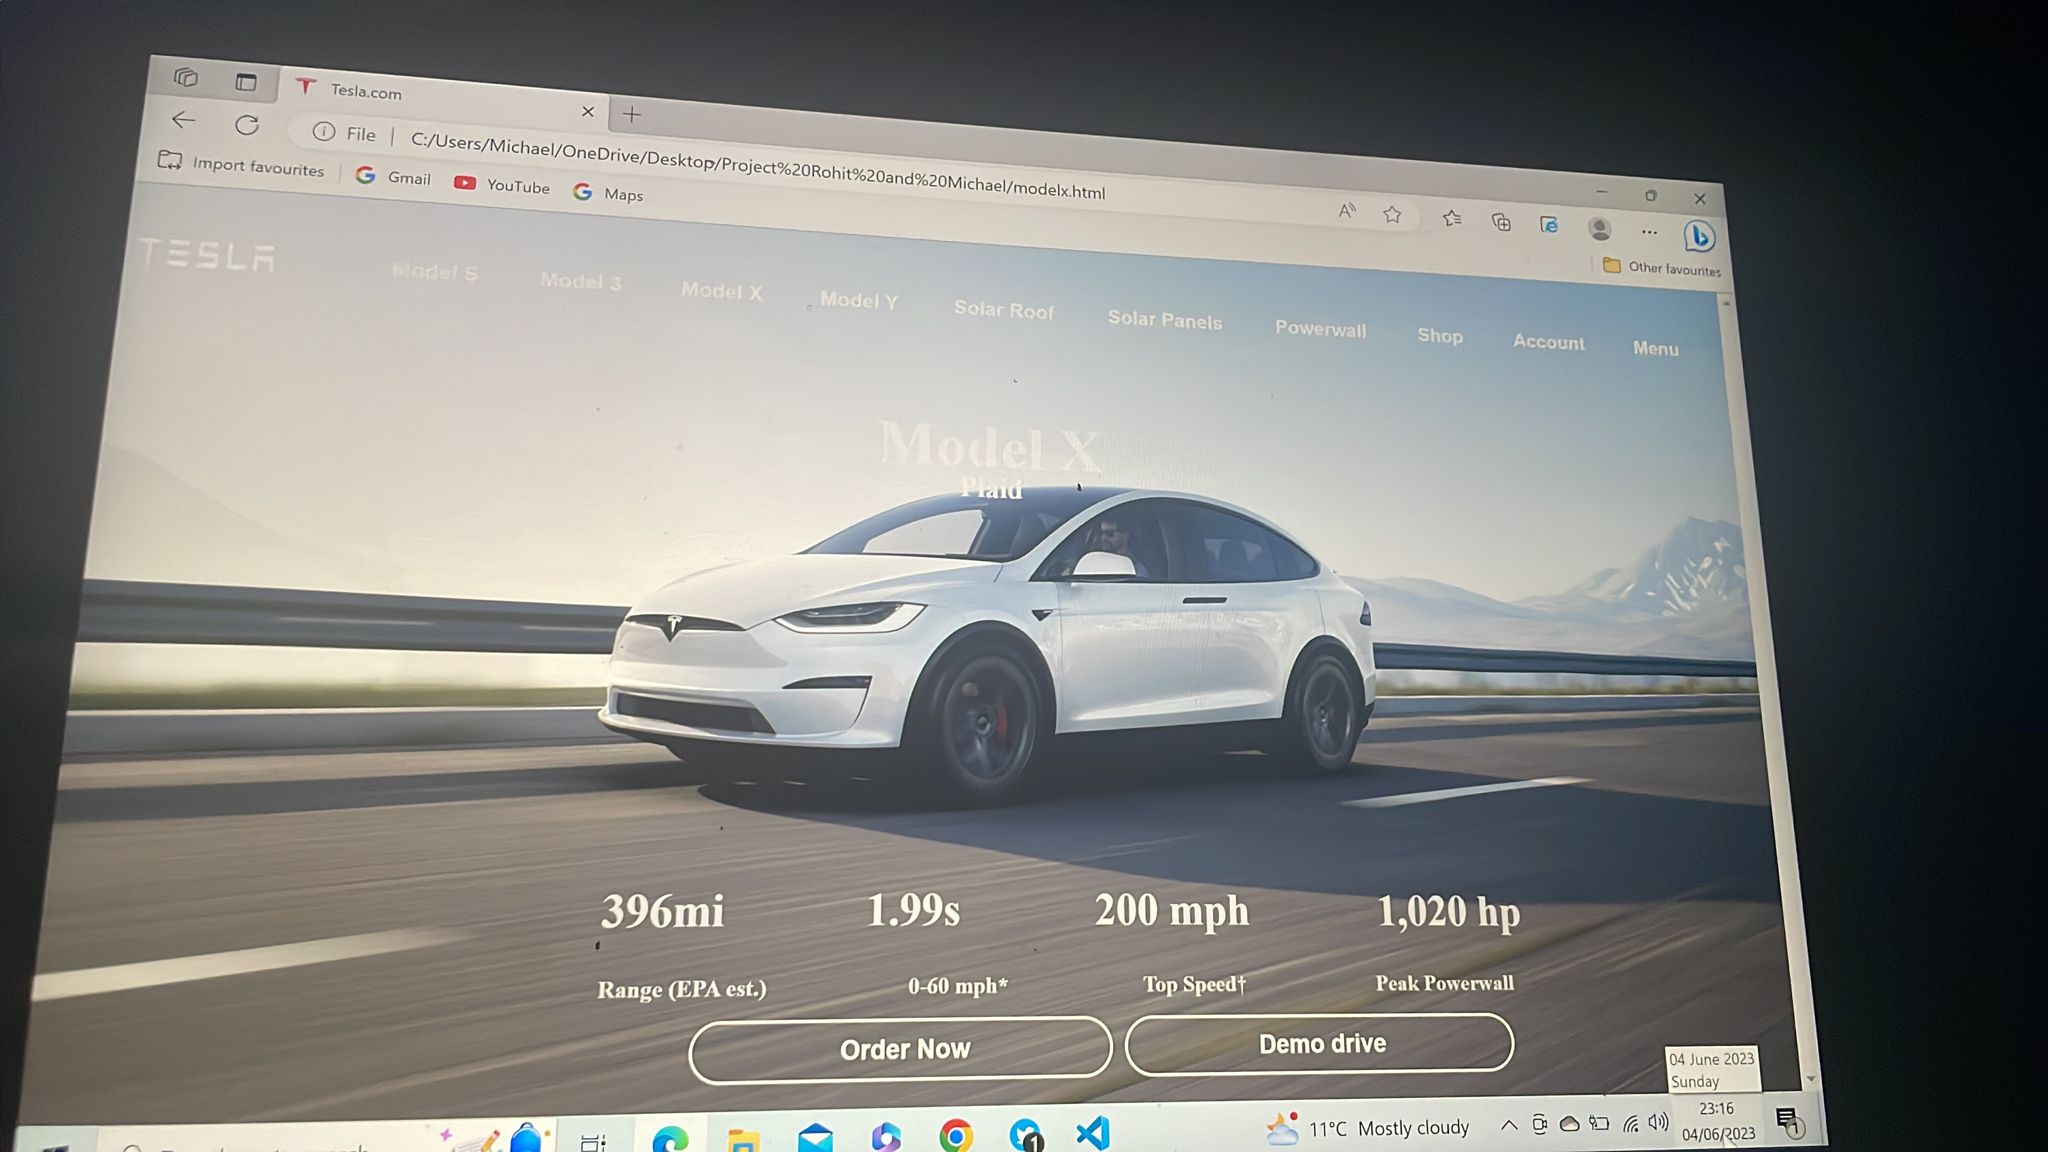 Tesla.com
File | C:/Users/Michael/OneDrive/Desktop/Project%20Rohit%20and%20Michael/modelx.html
Import favourites Gmail YouTube Maps
Other favourites
TESLA Model S Model 3 Model X Model Y Solar Roof Solar Panels Powerwall Shop Account Menu
Model X
Plaid
396mi 1.99s 200 mph 1,020 hp
Range (EPA est.) 0-60 mph* Top Speed† Peak Powerwall
Order Now Demo drive
04 June 2023
Sunday
11°C Mostly cloudy 23:16
04/06/2023